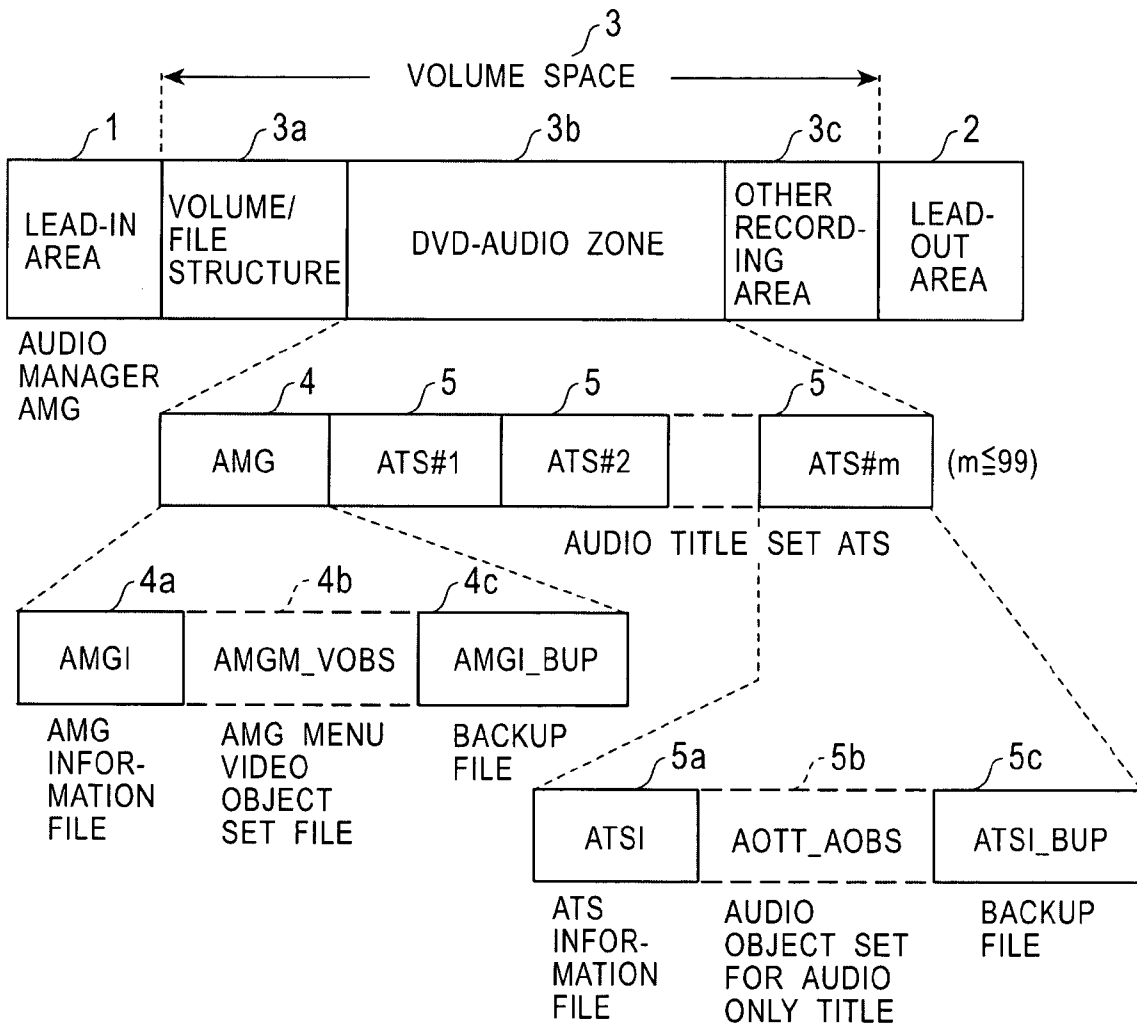 3
VOLUME SPACE
1
3a
3b
3c
2
LEAD-IN
AREA
VOLUME/
FILE
STRUCTURE
DVD-AUDIO ZONE
OTHER
RECORD-
ING
AREA
LEAD-
OUT
AREA
AUDIO
MANAGER
AMG
4
5
5
5
AMG
ATS#1
ATS#2
ATS#m
(m≦99)
AUDIO TITLE SET ATS
4a
4b
4c
AMGI
AMGM_VOBS
AMGI_BUP
AMG
INFOR-
MATION
FILE
AMG MENU
VIDEO
OBJECT
SET FILE
BACKUP
FILE
5a
5b
5c
ATSI
AOTT_AOBS
ATSI_BUP
ATS
INFOR-
MATION
FILE
AUDIO
OBJECT SET
FOR AUDIO
ONLY TITLE
BACKUP
FILE